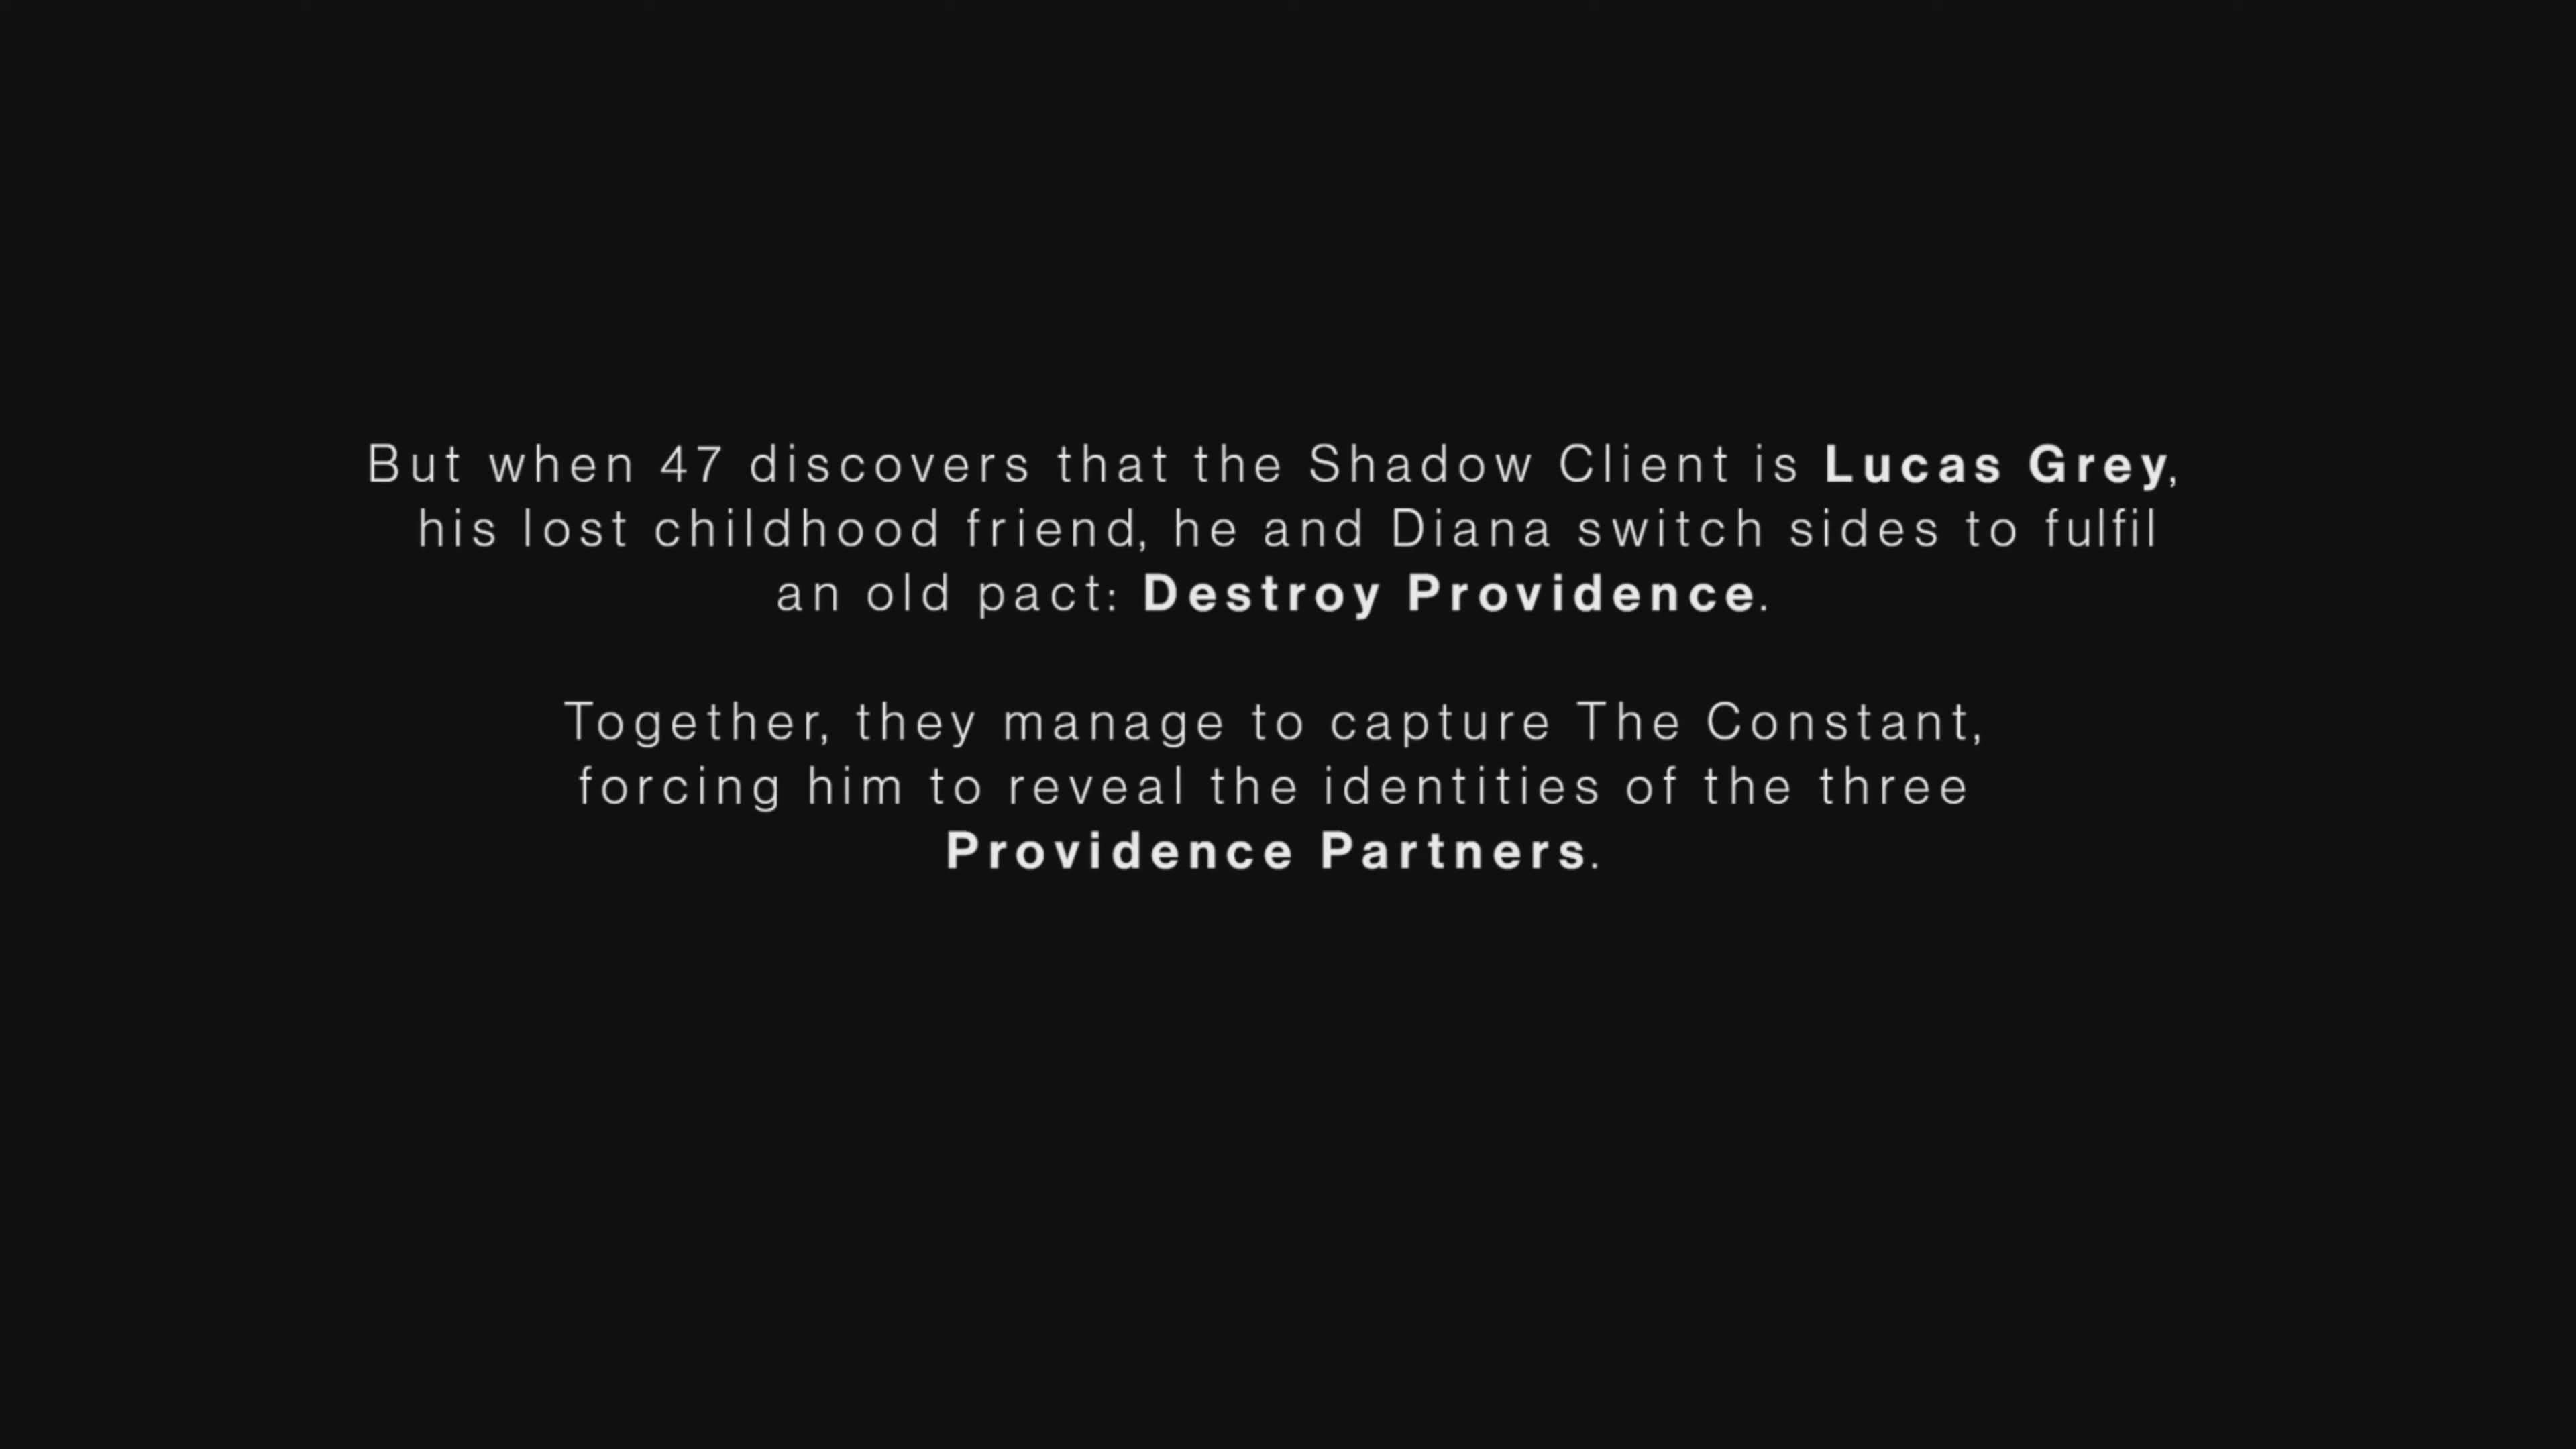 But when 47 discovers that the Shadow Client is Lucas Grey,
his lost childhood friend, he and Diana switch sides to fulfil
an old pact: Destroy Providence.
Together, they manage to capture The Constant,
forcing him to reveal the identities of the three
Providence Partners.